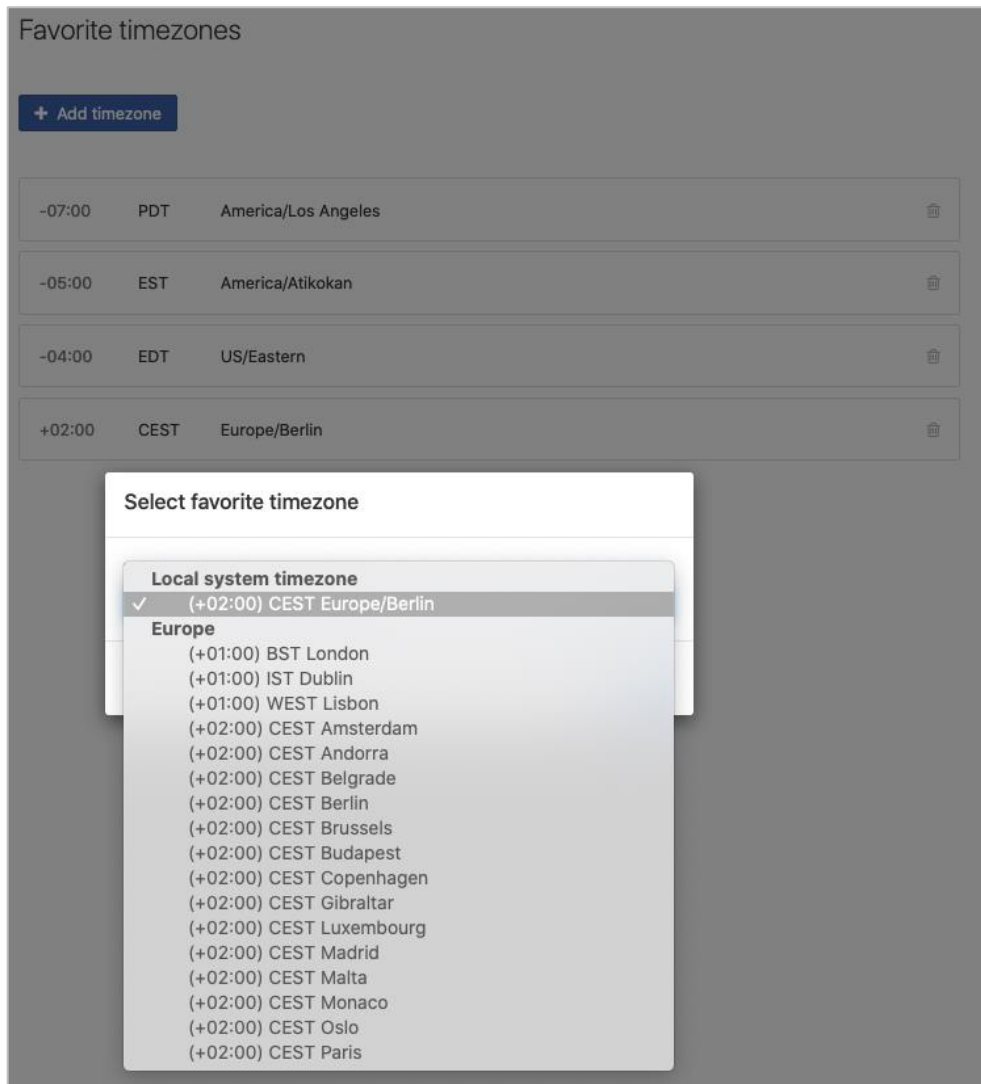 Favorite timezones
+ Add timezone
-07:00 PDT America/Los Angeles
-05:00 EST America/Atikokan
-04:00 EDT US/Eastern
+02:00 CEST Europe/Berlin
Select favorite timezone
Local system timezone
✓ (+02:00) CEST Europe/Berlin
Europe
(+01:00) BST London
(+01:00) IST Dublin
(+01:00) WEST Lisbon
(+02:00) CEST Amsterdam
(+02:00) CEST Andorra
(+02:00) CEST Belgrade
(+02:00) CEST Berlin
(+02:00) CEST Brussels
(+02:00) CEST Budapest
(+02:00) CEST Copenhagen
(+02:00) CEST Gibraltar
(+02:00) CEST Luxembourg
(+02:00) CEST Madrid
(+02:00) CEST Malta
(+02:00) CEST Monaco
(+02:00) CEST Oslo
(+02:00) CEST Paris